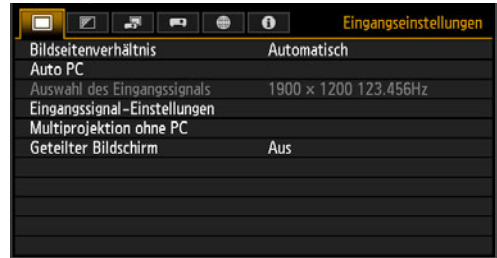 Eingangseinstellungen
Bildseitenverhältnis Automatisch
Auto PC
Auswahl des Eingangssignals 1900 × 1200 123.456Hz
Eingangssignal-Einstellungen
Multiprojektion ohne PC
Geteilter Bildschirm Aus